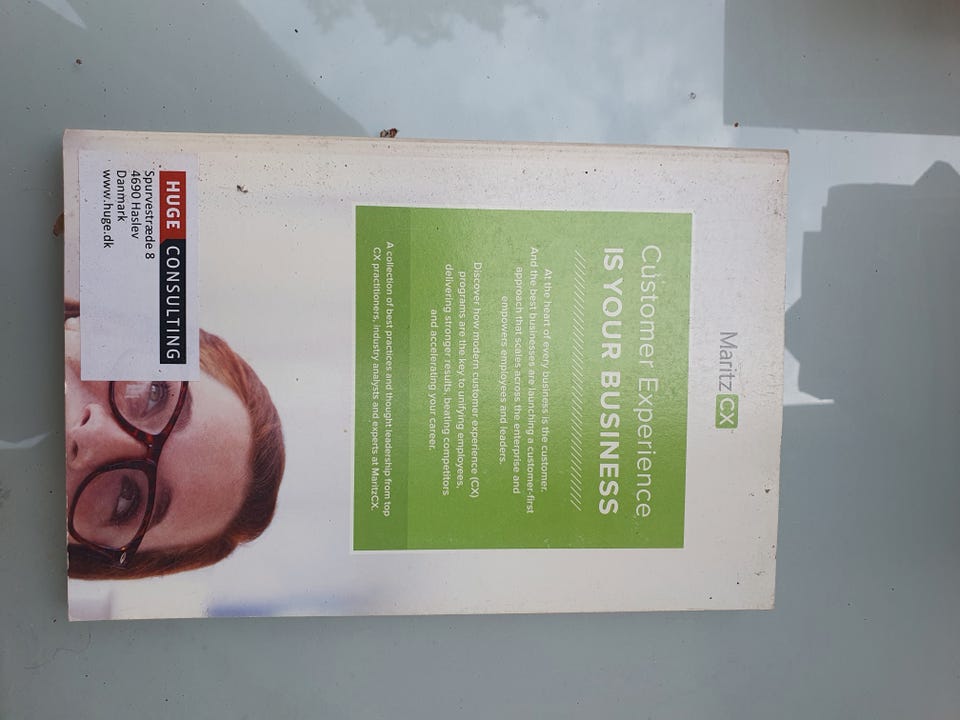 Maritz CX
Customer Experience
IS YOUR BUSINESS
At the heart of every business is the customer.
And the best businesses are launching a customer-first
approach that scales across the enterprise and
empowers employees and leaders.
Discover how modern customer experience (CX)
programs are the key to unifying employees,
delivering stronger results, beating competitors
and accelerating your career.
A collection of best practices and thought leadership from top
CX practitioners, industry analysts and experts at MaritzCX.
HUGE CONSULTING
Spurvestræde 8
4690 Haslev
Danmark
www.huge.dk